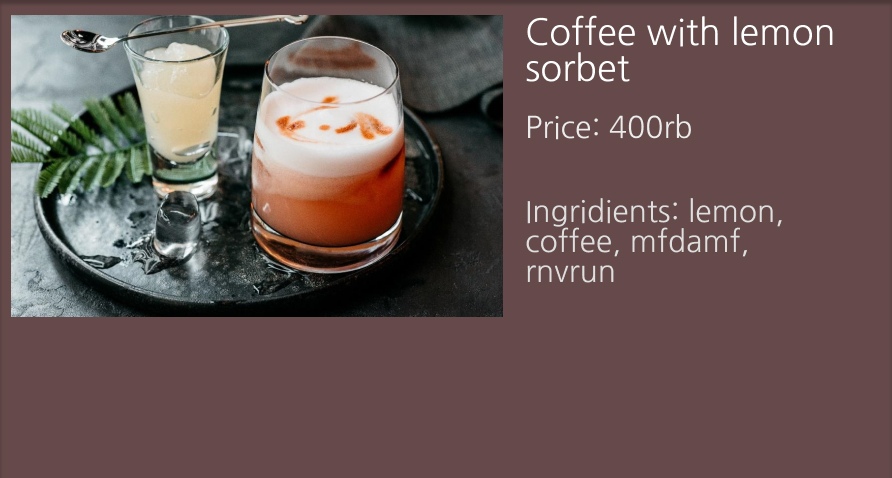 Coffee with lemon
sorbet
Price: 400rb
Ingridients: lemon,
coffee, mfdamf,
rnvrun